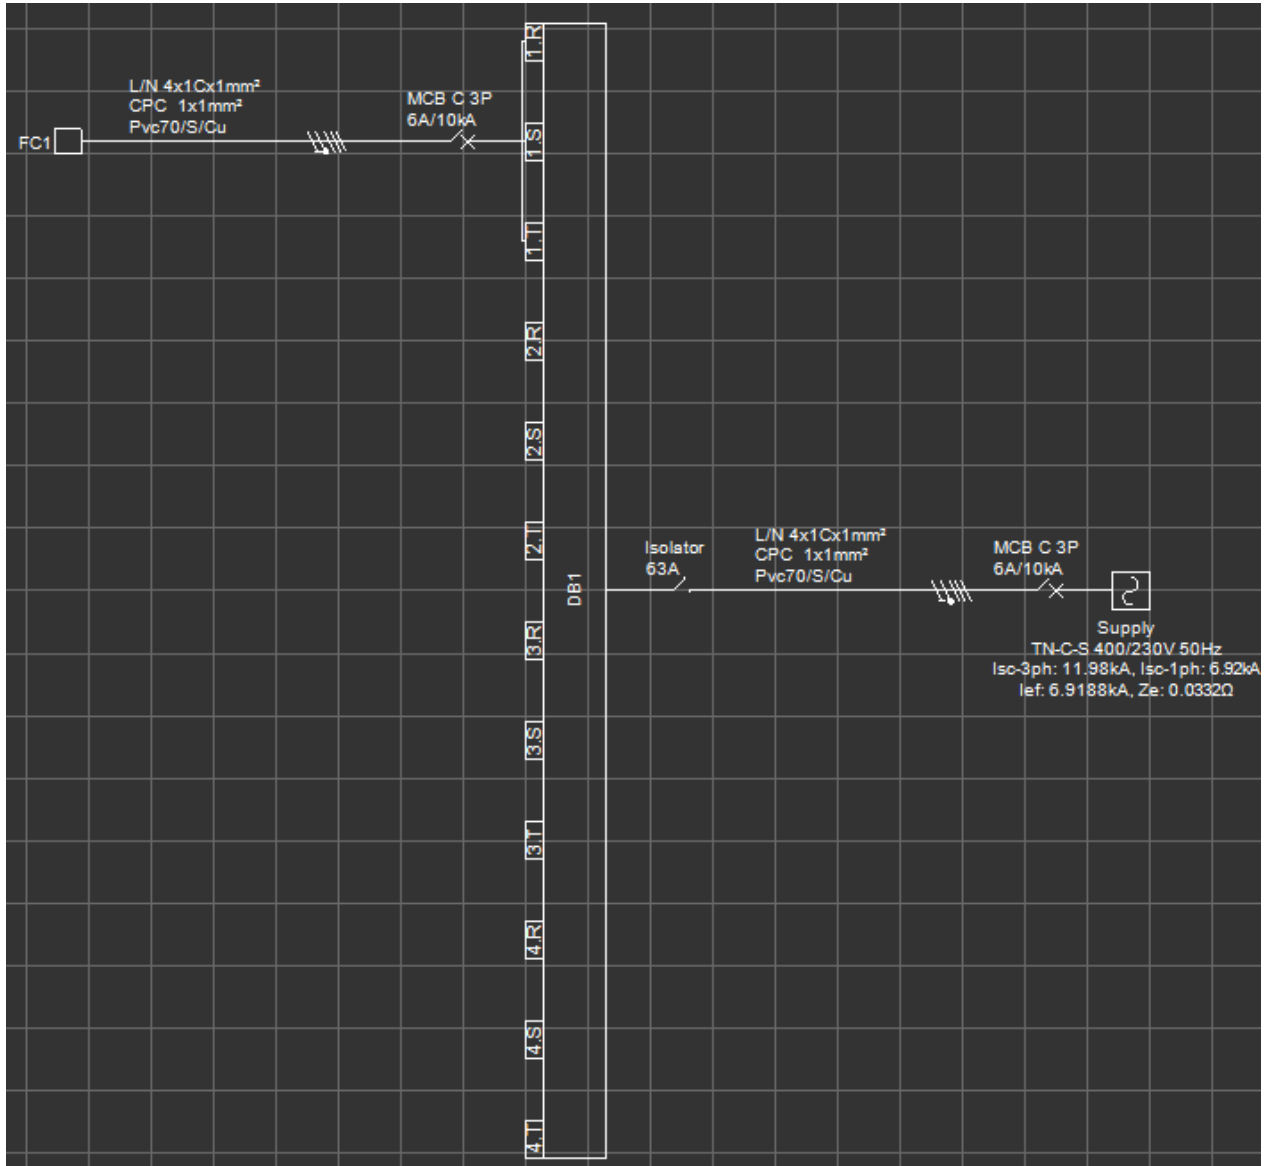 L/N 4x1Cx1mm²
CPC 1x1mm²
Pvc70/S/Cu
MCB C 3P
6A/10kA
FC1
1.R
1.S
1.T
2.R
2.S
2.T
3.R
3.S
3.T
4.R
4.S
4.T
DB1
Isolator
63A
L/N 4x1Cx1mm²
CPC 1x1mm²
Pvc70/S/Cu
MCB C 3P
6A/10kA
Supply
TN-C-S 400/230V 50Hz
Isc-3ph: 11.98kA, Isc-1ph: 6.92kA
Ief: 6.9188kA, Ze: 0.0332Ω